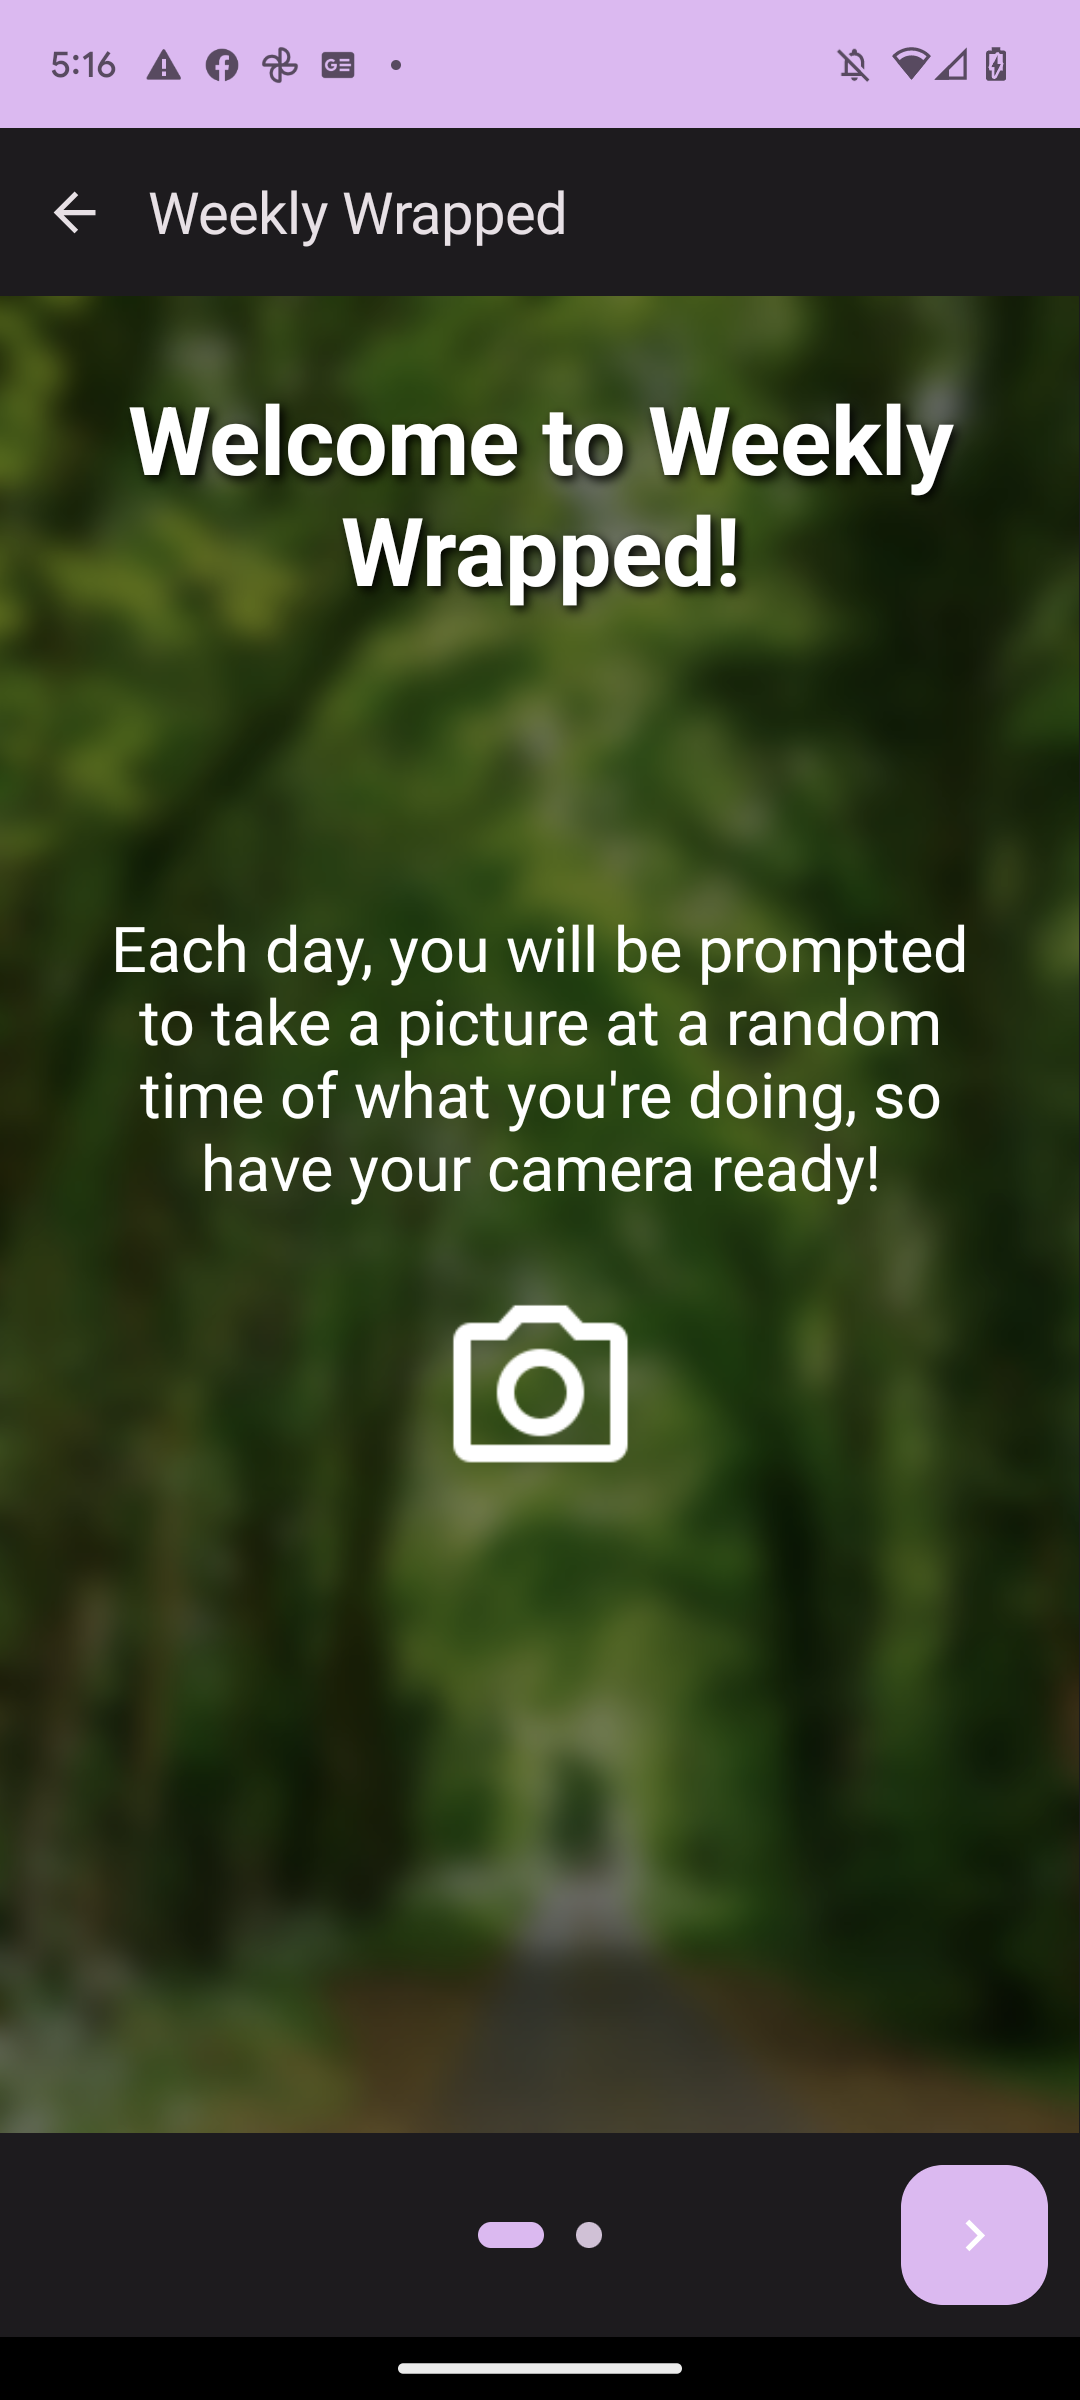 5:16
GE
Weekly Wrapped
Welcome to Weekly
Wrapped!
Each day, you will be prompted
to take a picture at a random
time of what you're doing, so
have your camera ready!